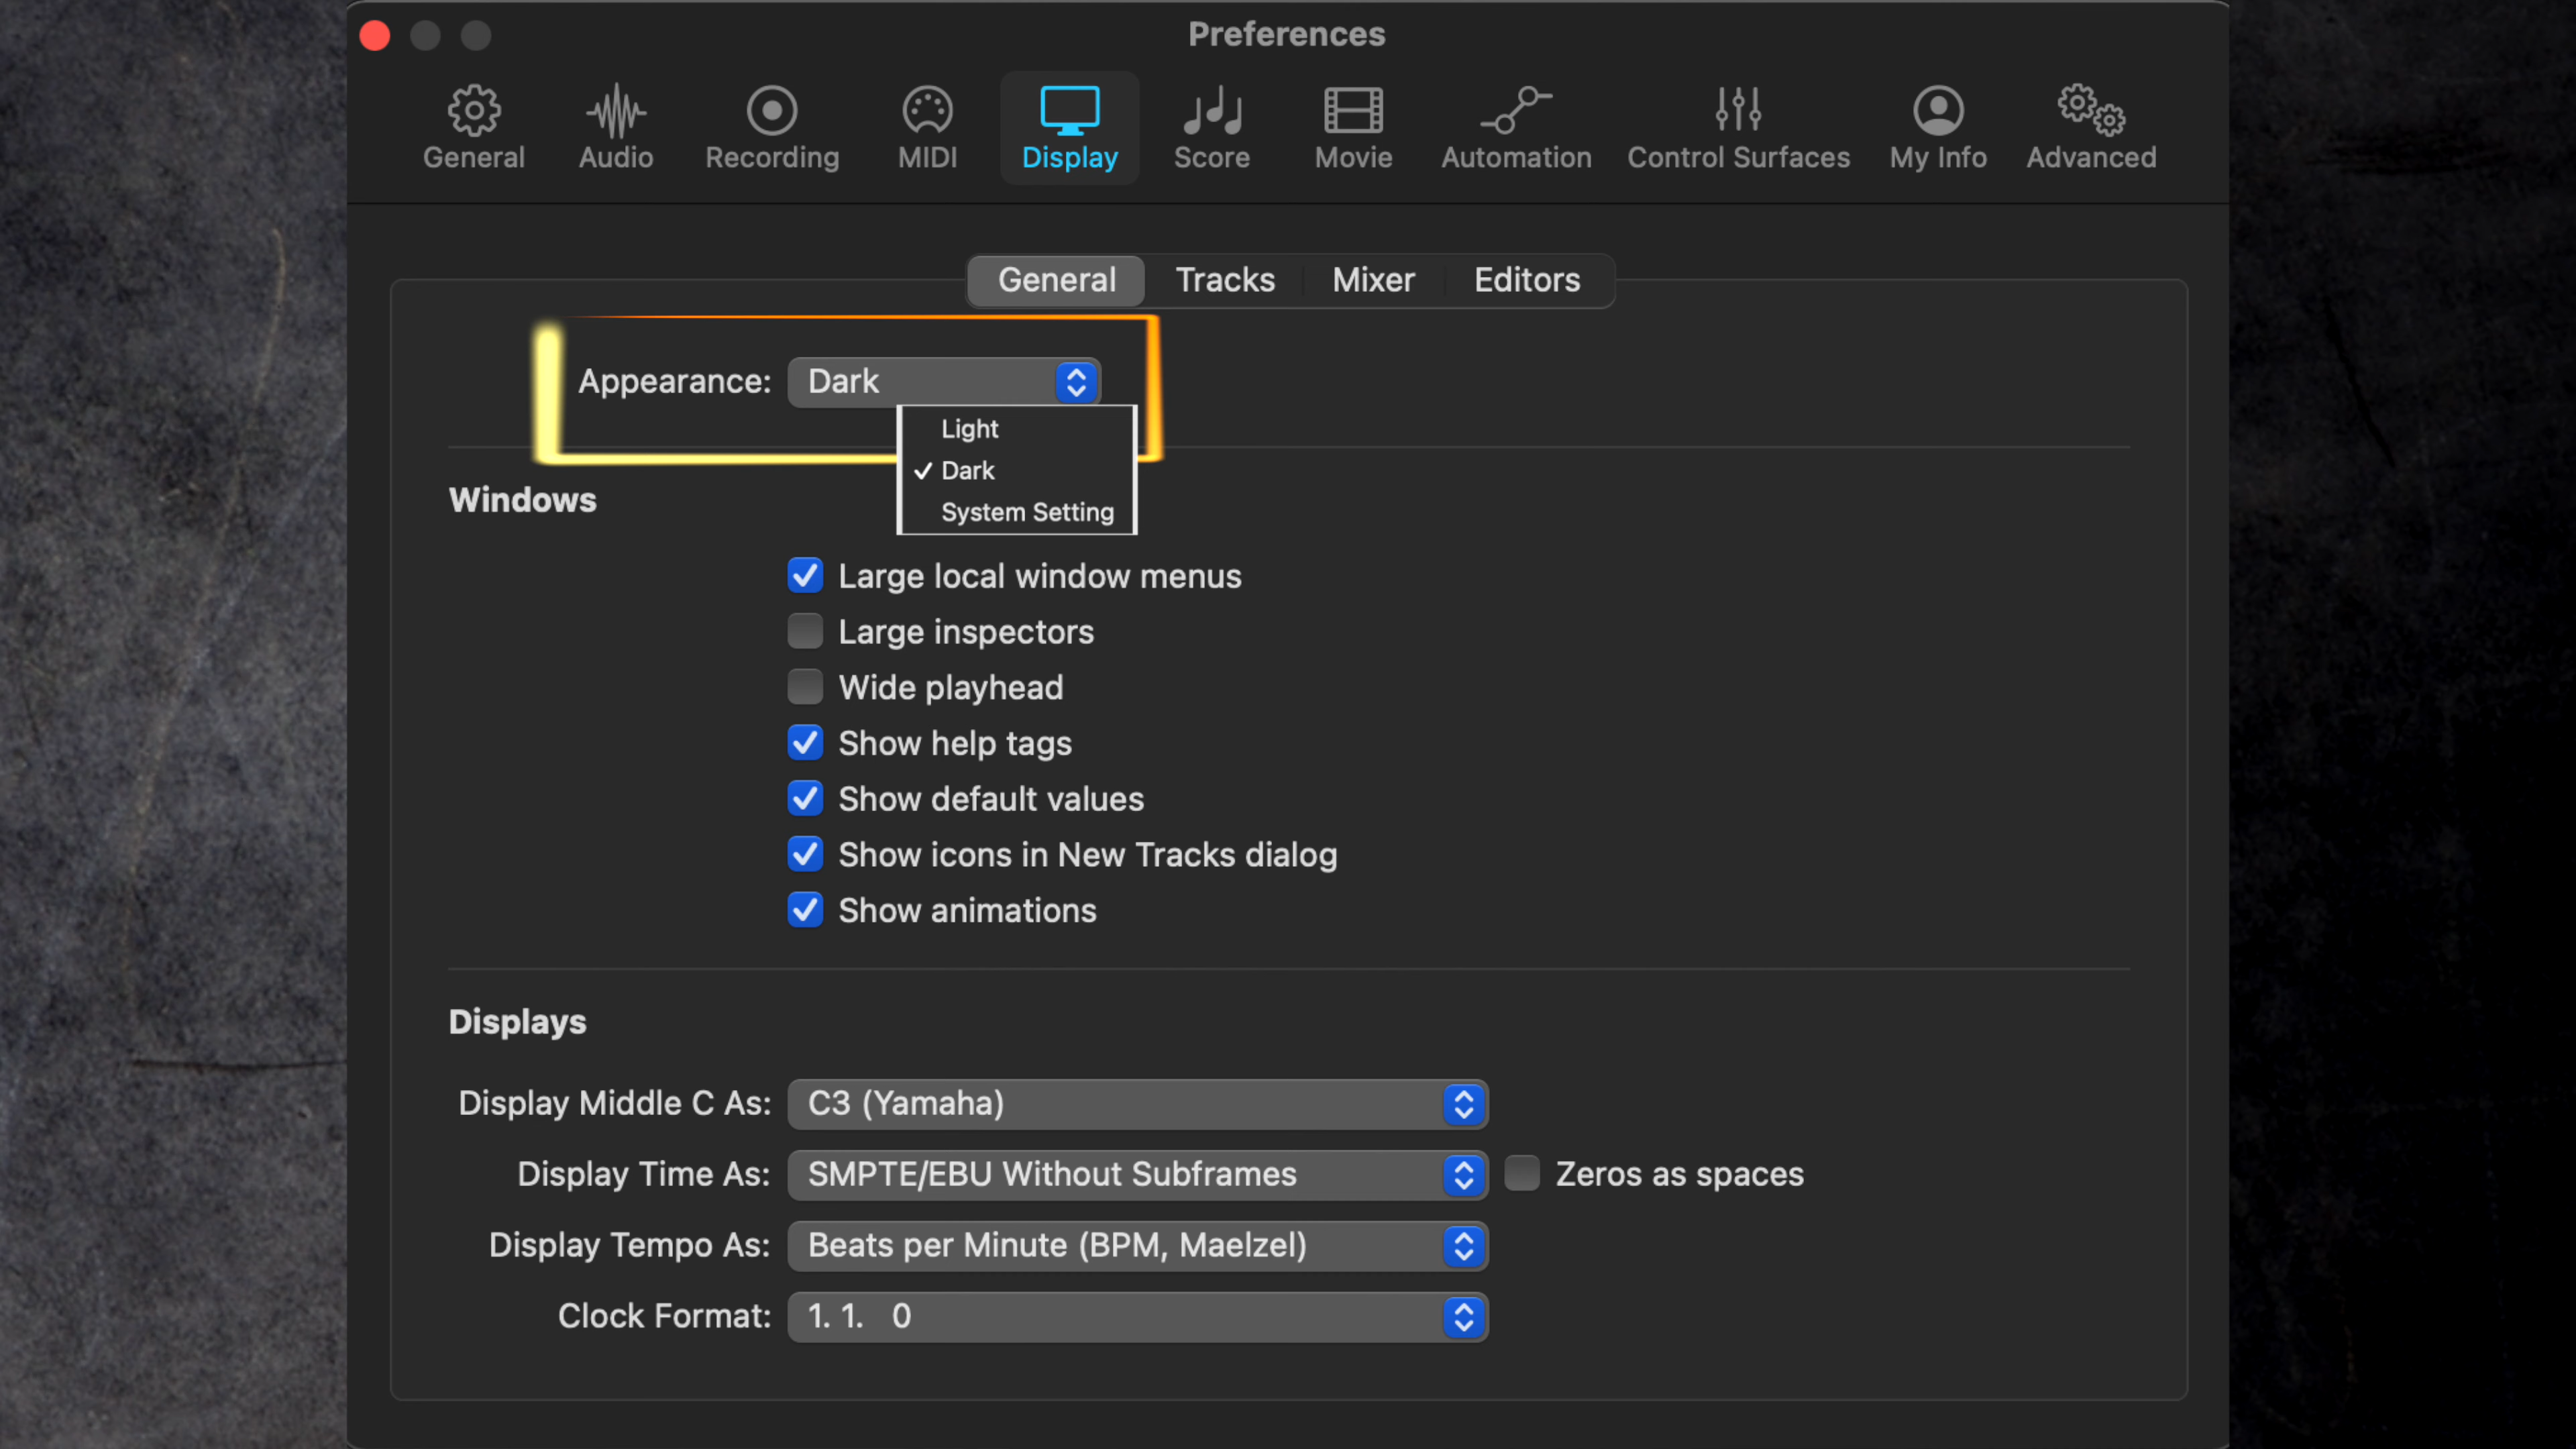 Preferences
General Audio Recording MIDI Display Score Movie Automation Control Surfaces My Info Advanced
General Tracks Mixer Editors
Appearance: Dark
Light
Dark
System Setting
Windows
Large local window menus
Large inspectors
Wide playhead
Show help tags
Show default values
Show icons in New Tracks dialog
Show animations
Displays
Display Middle C As: C3 (Yamaha)
Display Time As: SMPTE/EBU Without Subframes Zeros as spaces
Display Tempo As: Beats per Minute (BPM, Maelzel)
Clock Format: 1. 1. 0